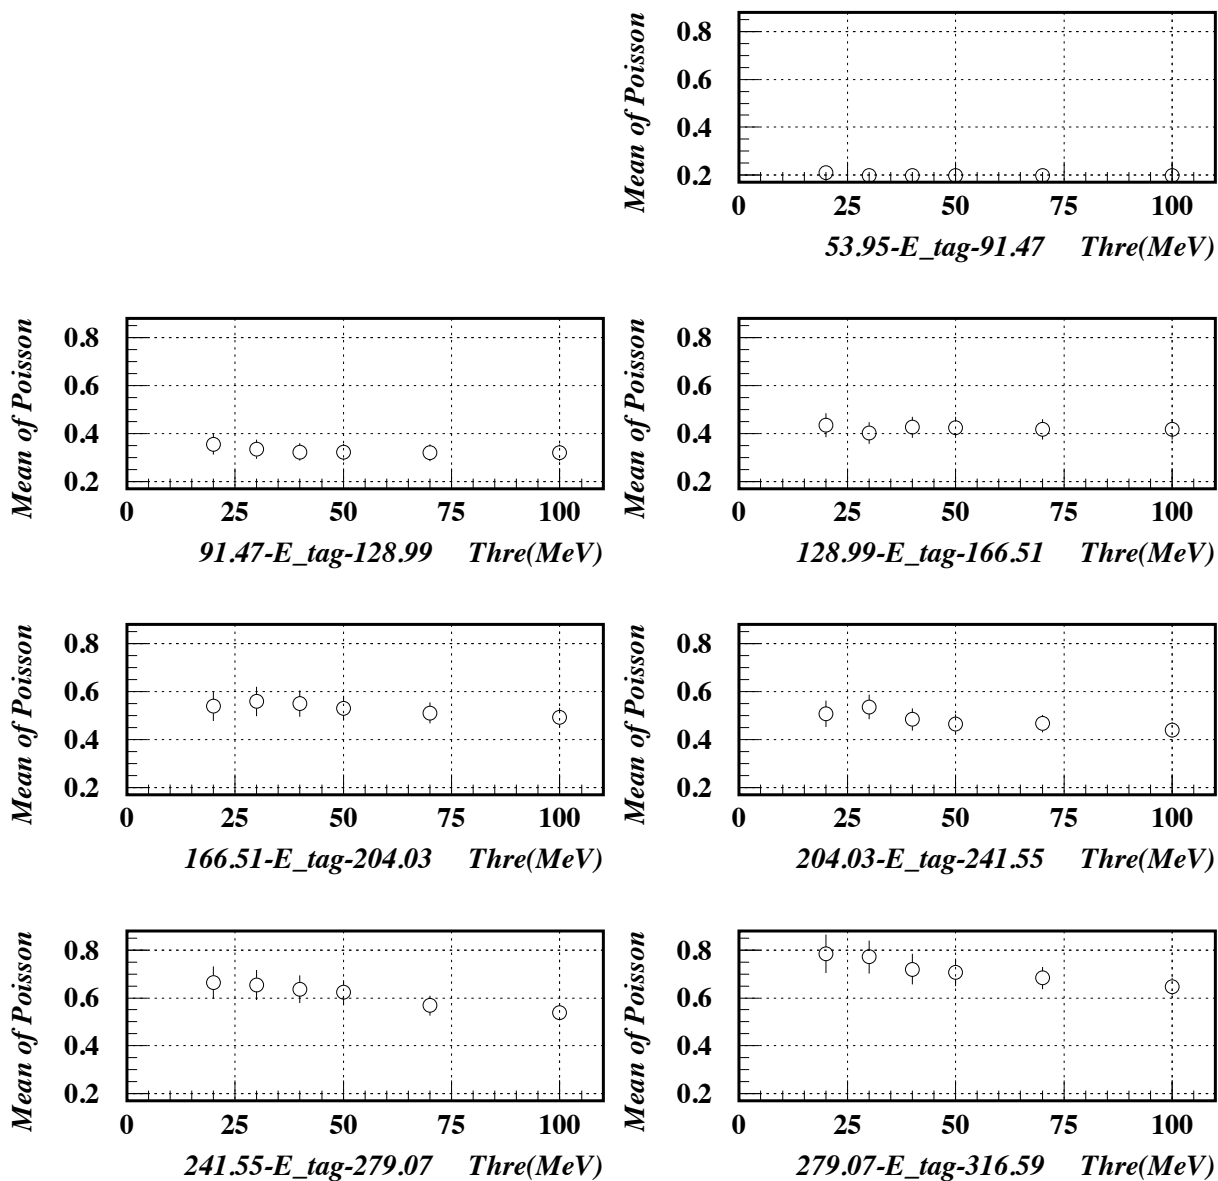 Mean of Poisson
0.8
0.6
0.4
0.2
0 25 50 75 100
53.95-E_tag-91.47 Thre(MeV)
Mean of Poisson
0.8
0.6
0.4
0.2
0 25 50 75 100
91.47-E_tag-128.99 Thre(MeV)
Mean of Poisson
0.8
0.6
0.4
0.2
0 25 50 75 100
128.99-E_tag-166.51 Thre(MeV)
Mean of Poisson
0.8
0.6
0.4
0.2
0 25 50 75 100
166.51-E_tag-204.03 Thre(MeV)
Mean of Poisson
0.8
0.6
0.4
0.2
0 25 50 75 100
204.03-E_tag-241.55 Thre(MeV)
Mean of Poisson
0.8
0.6
0.4
0.2
0 25 50 75 100
241.55-E_tag-279.07 Thre(MeV)
Mean of Poisson
0.8
0.6
0.4
0.2
0 25 50 75 100
279.07-E_tag-316.59 Thre(MeV)